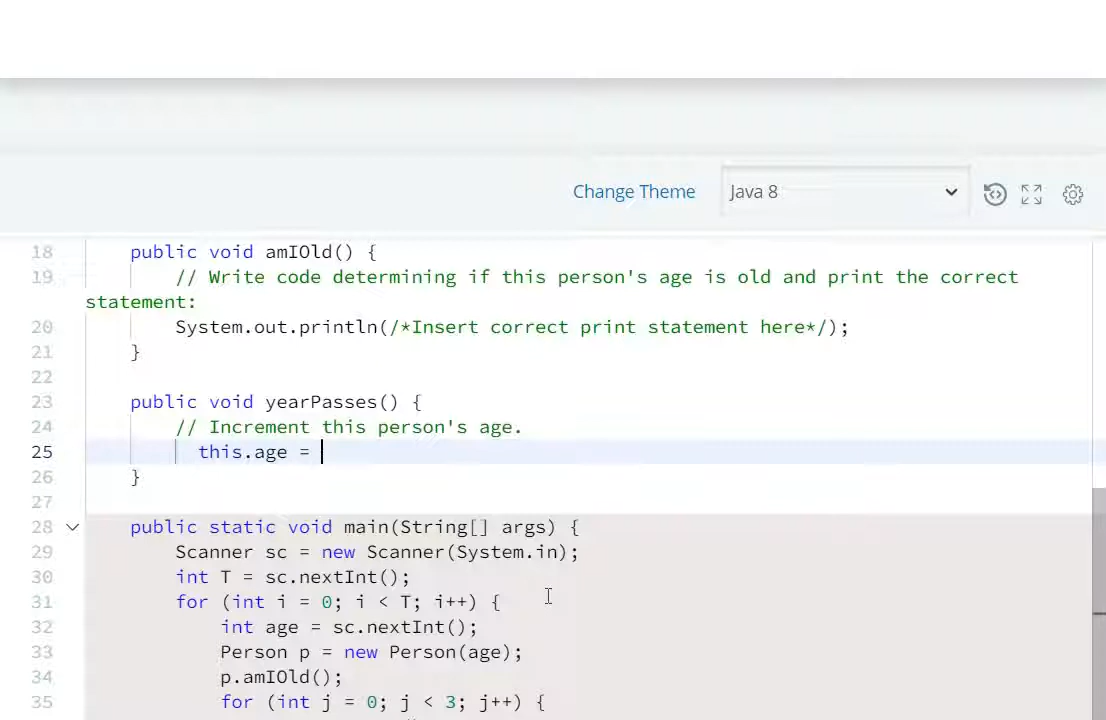 Change Theme Java 8
18 public void amIOld() {
19 // Write code determining if this person's age is old and print the correct
statement:
20 System.out.println(/*Insert correct print statement here*/);
21 }
22
23 public void yearPasses() {
24 // Increment this person's age.
25 this.age =
26 }
27
28 public static void main(String[] args) {
29 Scanner sc = new Scanner(System.in);
30 int T = sc.nextInt();
31 for (int i = 0; i < T; i++) {
32 int age = sc.nextInt();
33 Person p = new Person(age);
34 p.amIOld();
35 for (int j = 0; j < 3; j++) {